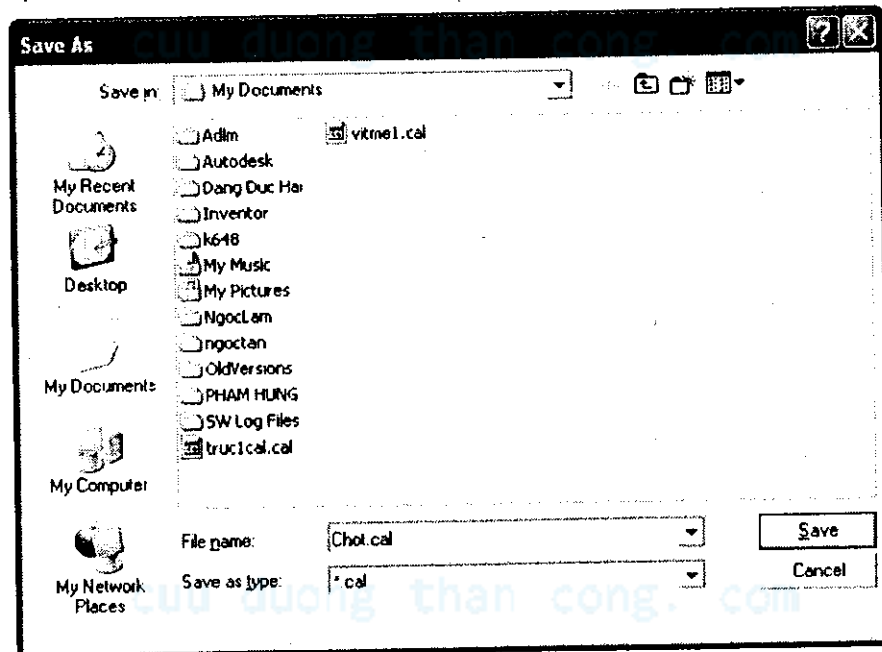 Save As
cuu duong than cong. com
Save in: My Documents
Adlm
Autodesk
Dang Duc Hai
Inventor
k648
My Music
My Pictures
NgocLam
ngoctan
OldVersions
PHAM HUNG
SW Log Files
truc1cal.cal
vitme1.cal
My Recent
Documents
Desktop
My Documents
My Computer
My Network
Places
File name: Chot.cal
Save as type: *.cal
Save
Cancel
cuu duong than cong. com